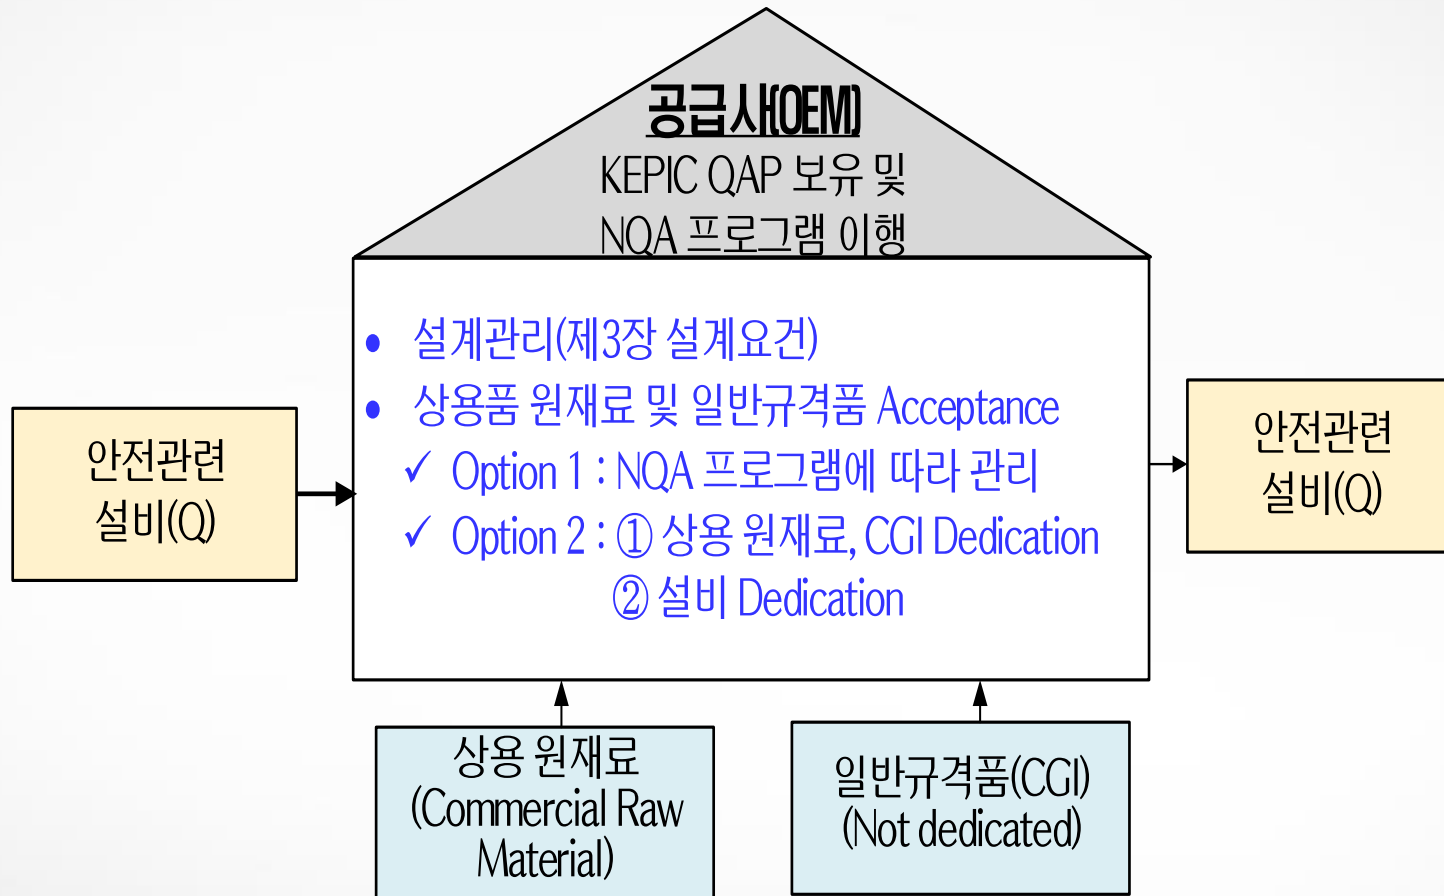 공급사(OEM)
KEPIC QAP 보유 및
NQA 프로그램 이행
• 설계관리(제3장 설계요건)
• 상용품 원재료 및 일반규격품 Acceptance
✓ Option 1 : NQA 프로그램에 따라 관리
✓ Option 2 : ① 상용 원재료, CGI Dedication
② 설비 Dedication
안전관련
설비(Q)
안전관련
설비(Q)
상용 원재료
(Commercial Raw
Material)
일반규격품(CGI)
(Not dedicated)